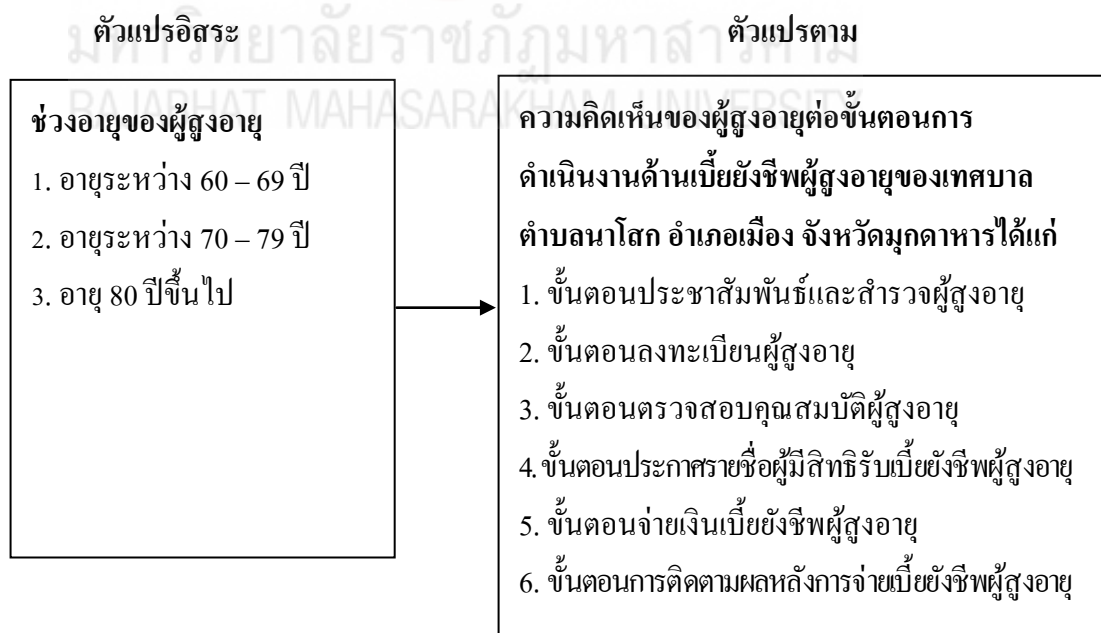 มหาวิทยาลัยราชภัฏมหาสารคาม
RAJABHAT MAHASARAKHAM UNIVERSITY
ตัวแปรอิสระ
ช่วงอายุของผู้สูงอายุ
1. อายุระหว่าง 60 – 69 ปี
2. อายุระหว่าง 70 – 79 ปี
3. อายุ 80 ปีขึ้นไป
ตัวแปรตาม
ความคิดเห็นของผู้สูงอายุต่อขั้นตอนการ
ดำเนินงานด้านเบี้ยยังชีพผู้สูงอายุของเทศบาล
ตำบลนาโสก อำเภอเมือง จังหวัดมุกดาหารได้แก่
1. ขั้นตอนประชาสัมพันธ์และสำรวจผู้สูงอายุ
2. ขั้นตอนลงทะเบียนผู้สูงอายุ
3. ขั้นตอนตรวจสอบคุณสมบัติผู้สูงอายุ
4. ขั้นตอนประกาศรายชื่อผู้มีสิทธิรับเบี้ยยังชีพผู้สูงอายุ
5. ขั้นตอนจ่ายเงินเบี้ยยังชีพผู้สูงอายุ
6. ขั้นตอนการติดตามผลหลังการจ่ายเบี้ยยังชีพผู้สูงอายุ